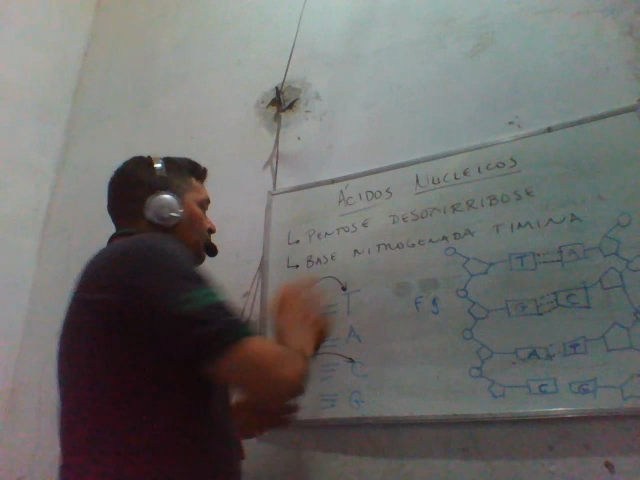 ÁCIDOS NUCLEICOS
↳ PENTOSE DESOXIRRIBOSE
↳ BASE NITROGENADA TIMINA
T A
= T
G C
A
A T
≡ C
C G
≡ G